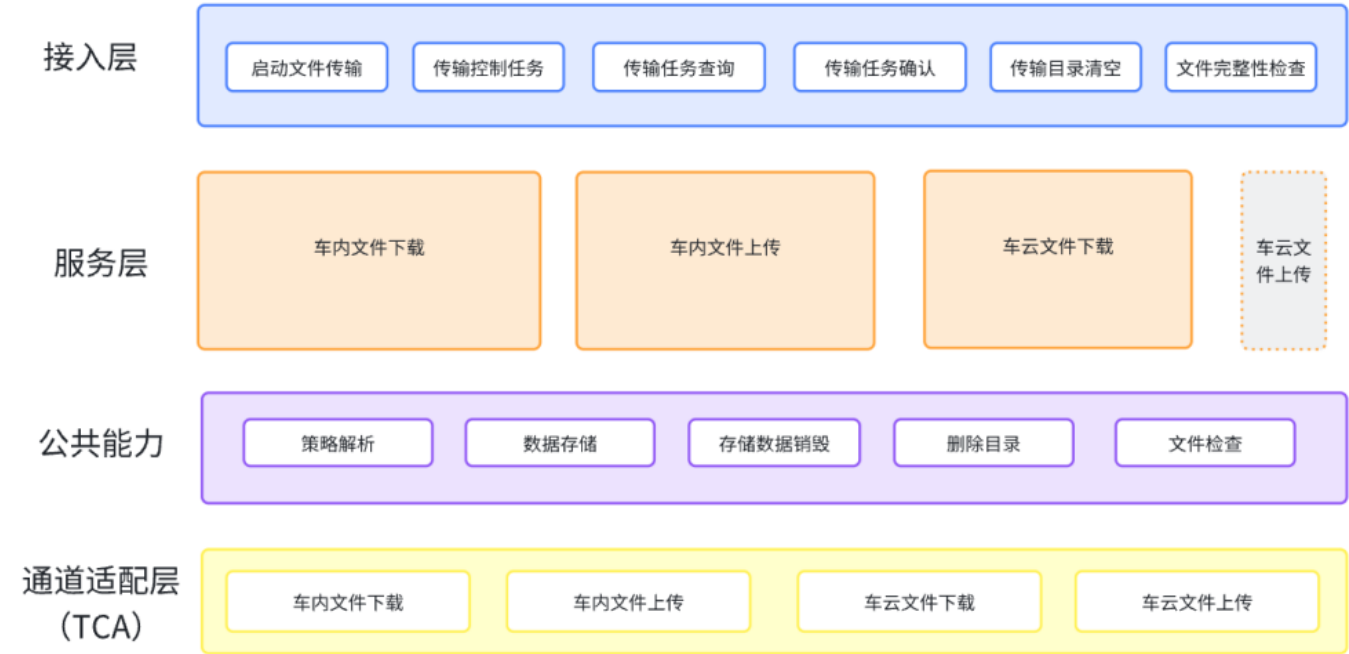 接入层
启动文件传输
传输控制任务
传输任务查询
传输任务确认
传输目录清空
文件完整性检查
服务层
车内文件下载
车内文件上传
车云文件下载
车云文
件上传
公共能力
策略解析
数据存储
存储数据销毁
删除目录
文件检查
通道适配层
（TCA）
车内文件下载
车内文件上传
车云文件下载
车云文件上传